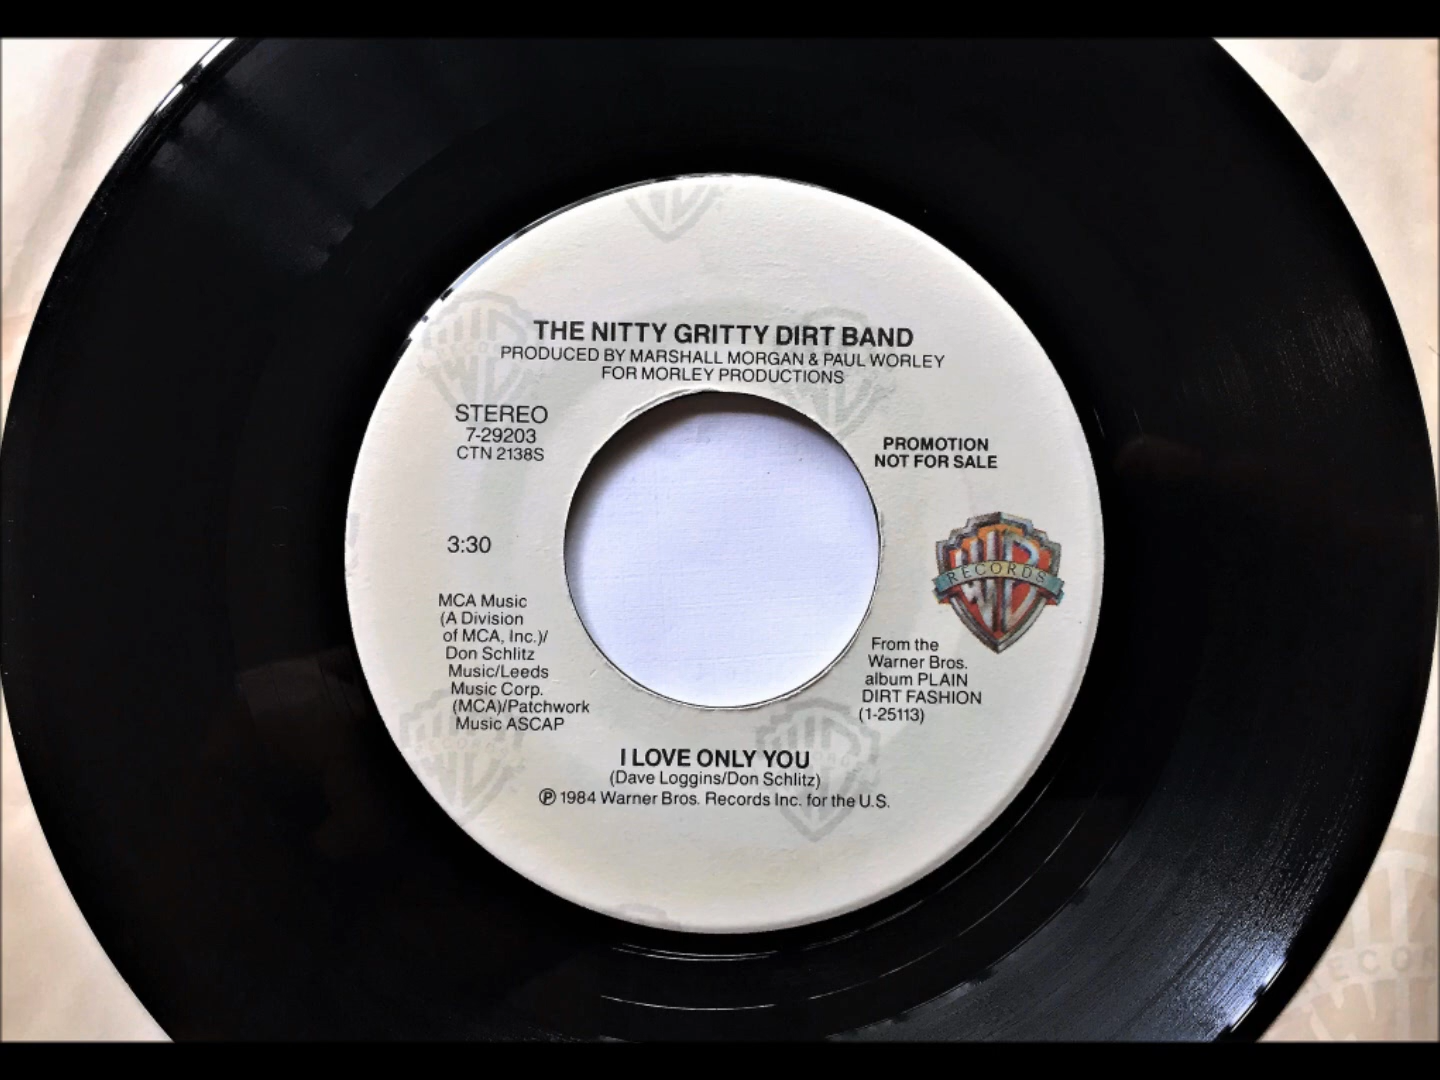 THE NITTY GRITTY DIRT BAND
PRODUCED BY MARSHALL MORGAN & PAUL WORLEY
FOR MORLEY PRODUCTIONS
STEREO
7-29203
CTN 2138S
PROMOTION
NOT FOR SALE
3:30
RECORDS
MCA Music
(A Division
of MCA, Inc.)/
Don Schlitz
Music/Leeds
Music Corp.
(MCA)/Patchwork
Music ASCAP
From the
Warner Bros.
album PLAIN
DIRT FASHION
(1-25113)
I LOVE ONLY YOU
(Dave Loggins/Don Schlitz)
℗ 1984 Warner Bros. Records Inc. for the U.S.